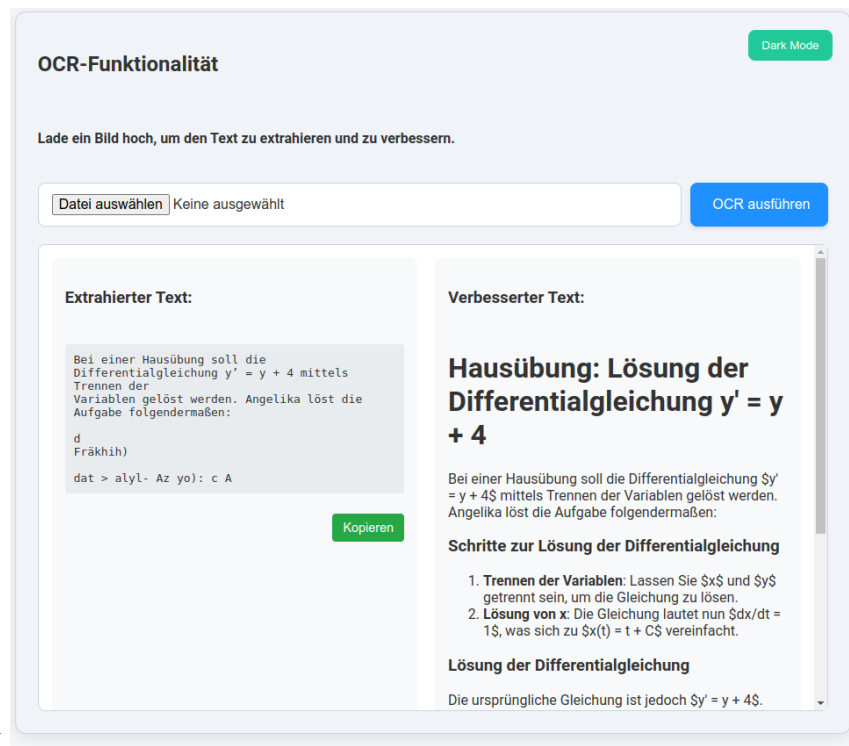 Dark Mode
OCR-Funktionalität
Lade ein Bild hoch, um den Text zu extrahieren und zu verbessern.
Datei auswählen Keine ausgewählt
OCR ausführen
Extrahierter Text:
Bei einer Hausübung soll die
Differentialgleichung y’ = y + 4 mittels
Trennen der
Variablen gelöst werden. Angelika löst die
Aufgabe folgendermaßen:
d
Fräkhih)
dat > alyl- Az yo): c A
Kopieren
Verbesserter Text:
Hausübung: Lösung der
Differentialgleichung y' = y
+ 4
Bei einer Hausübung soll die Differentialgleichung $y'
= y + 4$ mittels Trennen der Variablen gelöst werden.
Angelika löst die Aufgabe folgendermaßen:
Schritte zur Lösung der Differentialgleichung
1. Trennen der Variablen: Lassen Sie $x$ und $y$
getrennt sein, um die Gleichung zu lösen.
2. Lösung von x: Die Gleichung lautet nun $dx/dt =
1$, was sich zu $x(t) = t + C$ vereinfacht.
Lösung der Differentialgleichung
Die ursprüngliche Gleichung ist jedoch $y' = y + 4$.